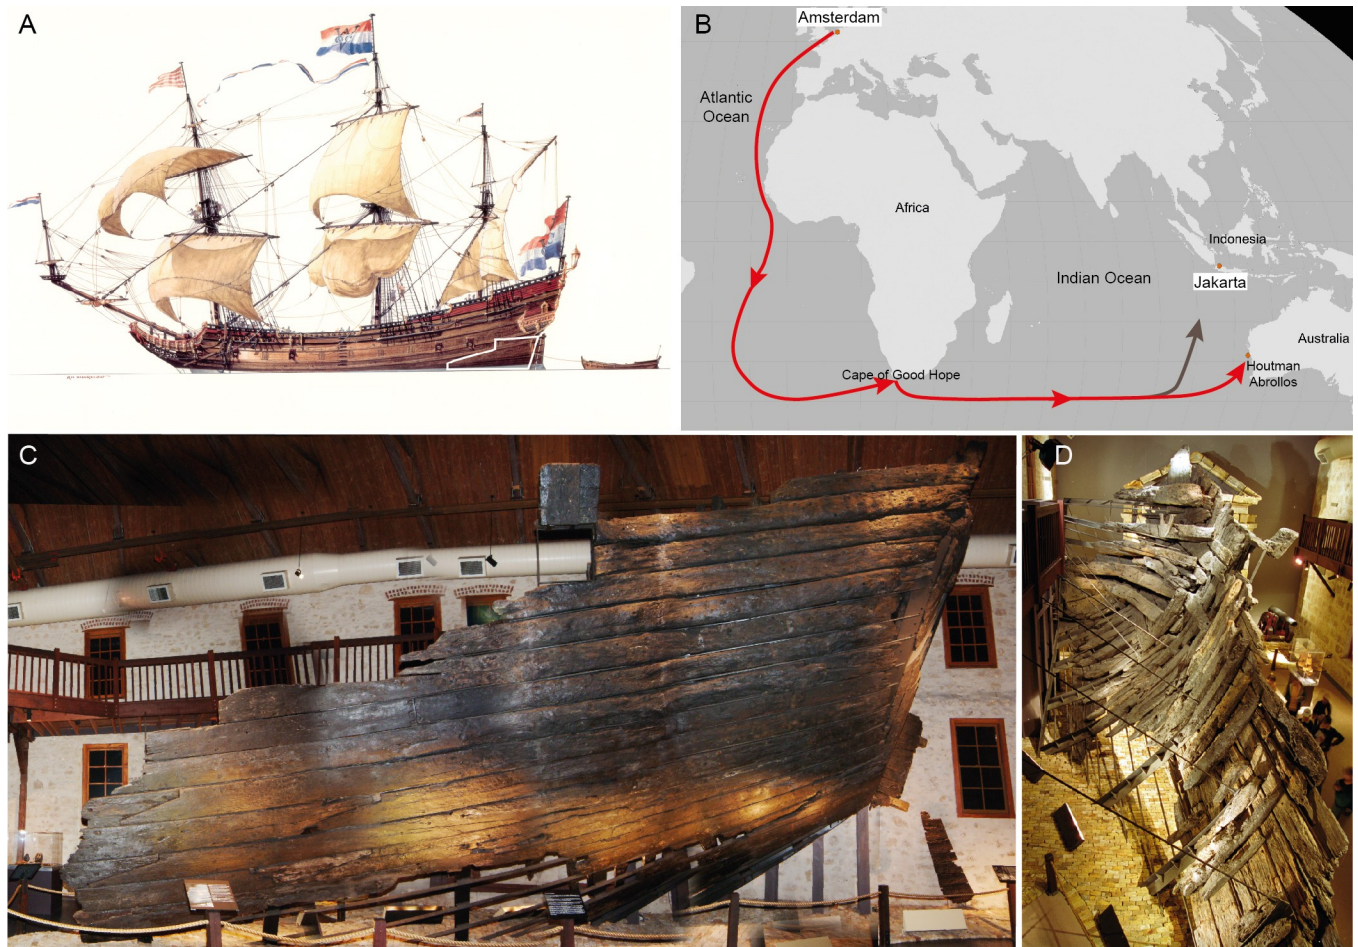 A
B
Amsterdam
Atlantic
Ocean
Africa
Indonesia
Indian Ocean
Jakarta
Australia
Cape of Good Hope
Houtman
Abrollos
C
D